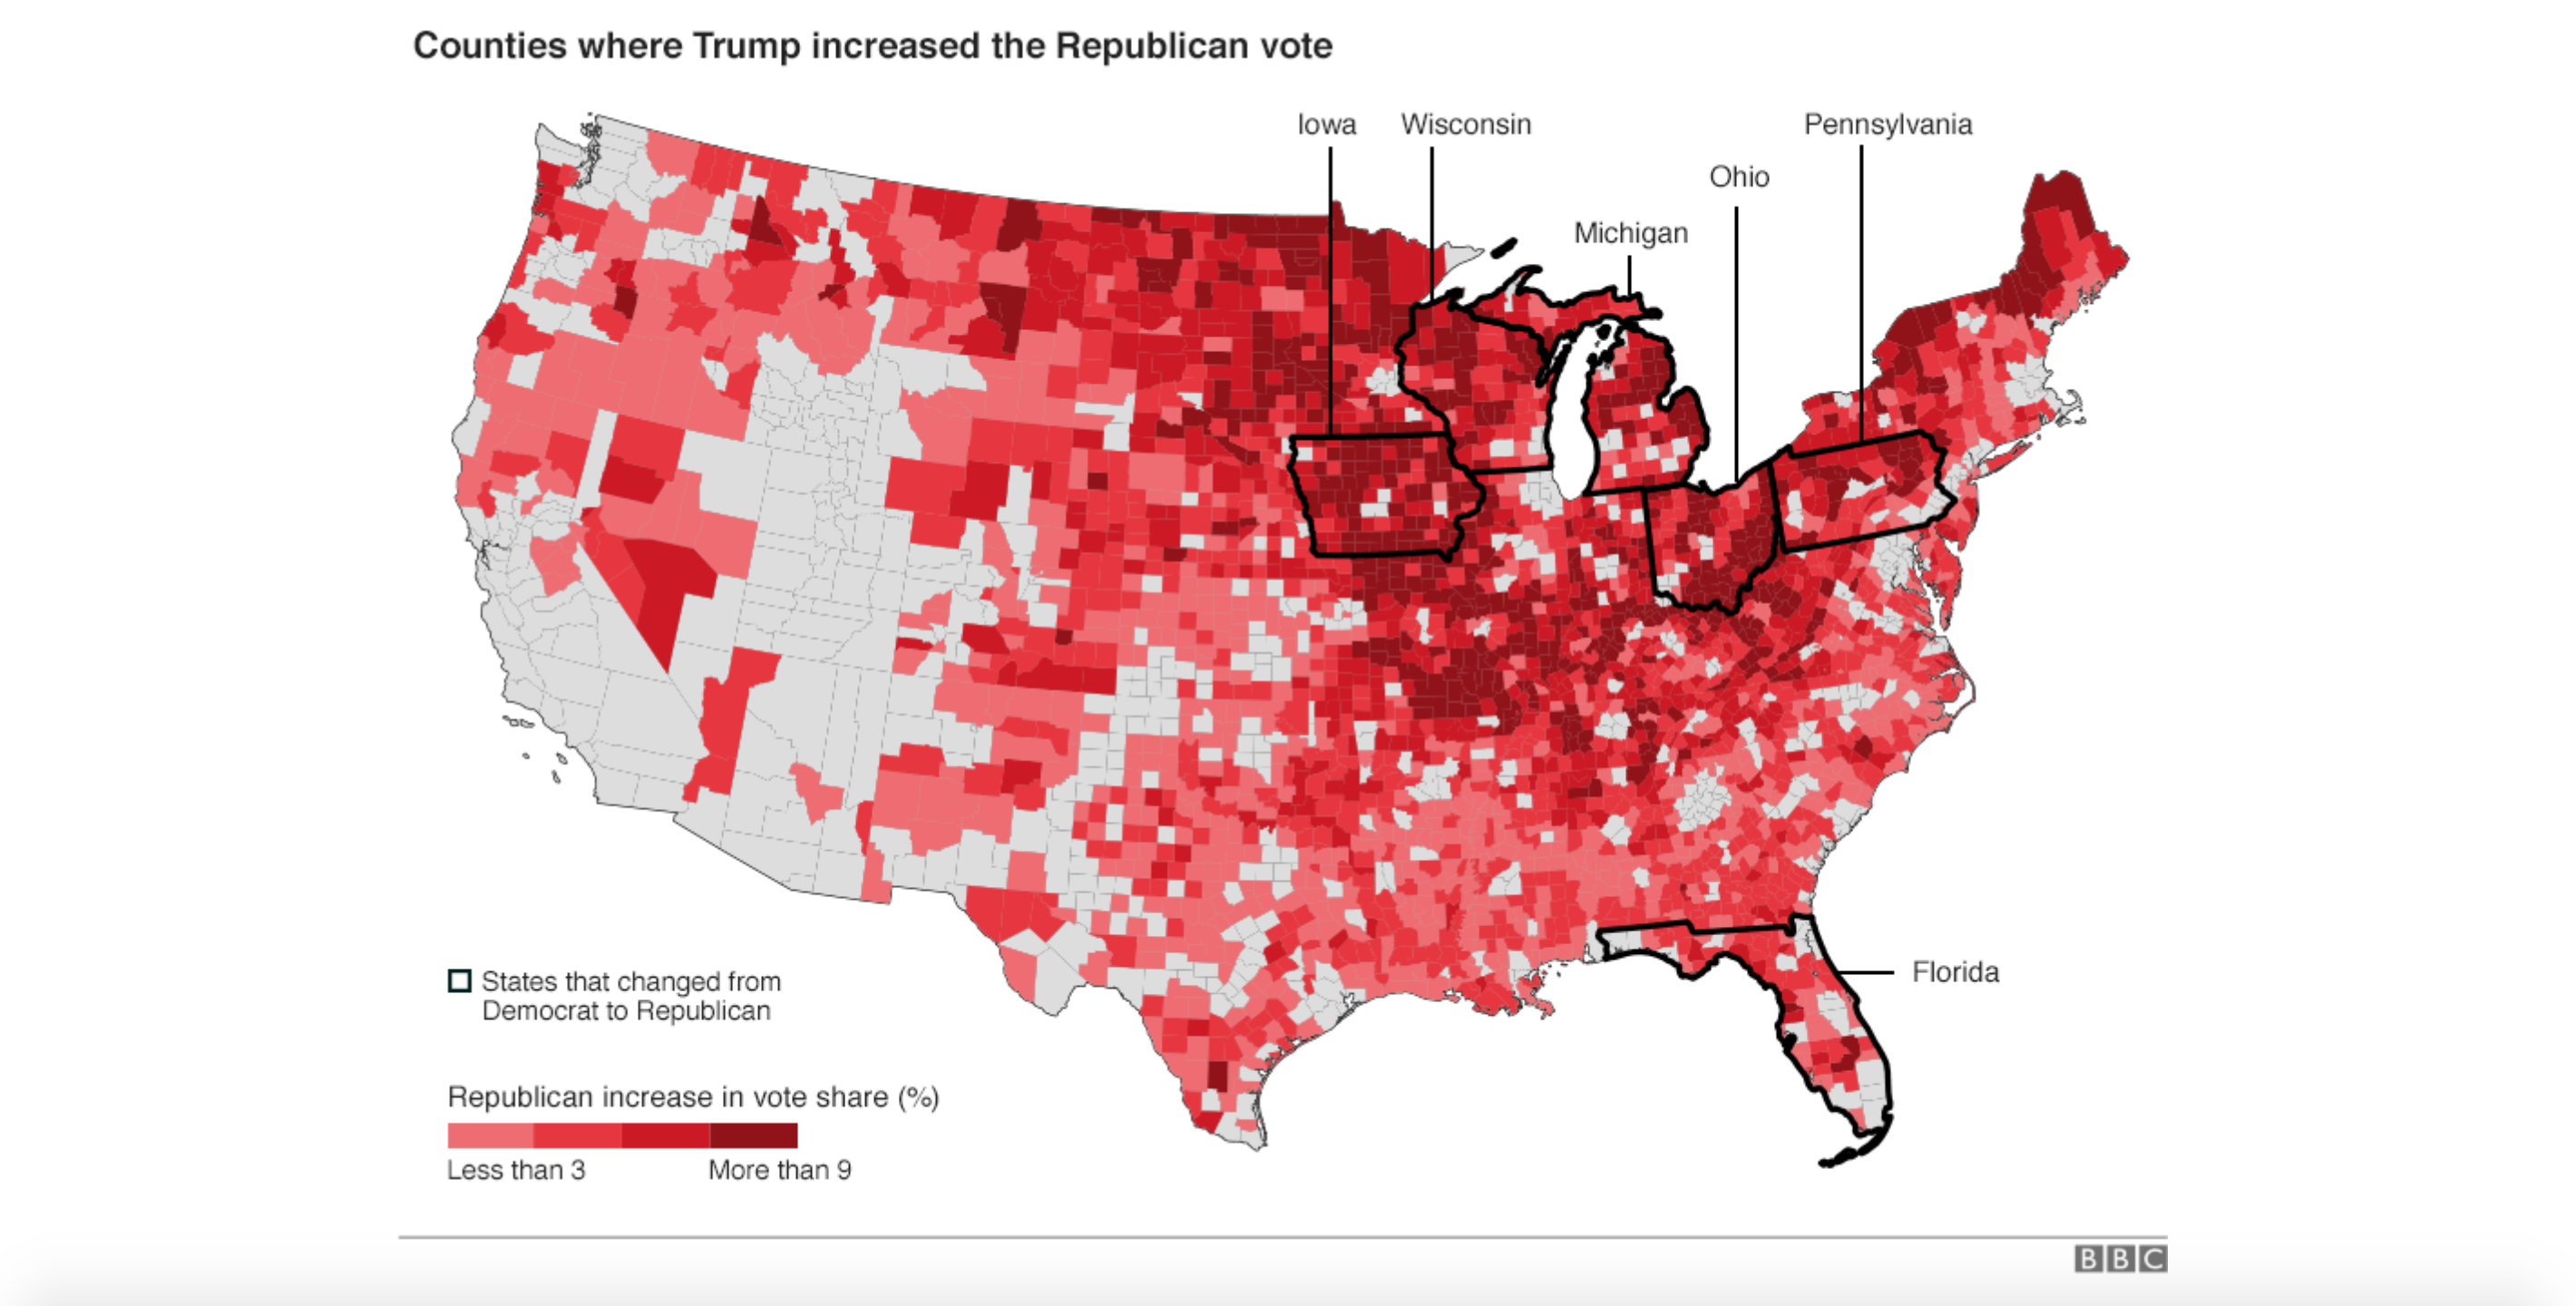 Counties where Trump increased the Republican vote
Iowa
Wisconsin
Pennsylvania
Ohio
Michigan
Florida
States that changed from
Democrat to Republican
Republican increase in vote share (%)
Less than 3
More than 9
BBC